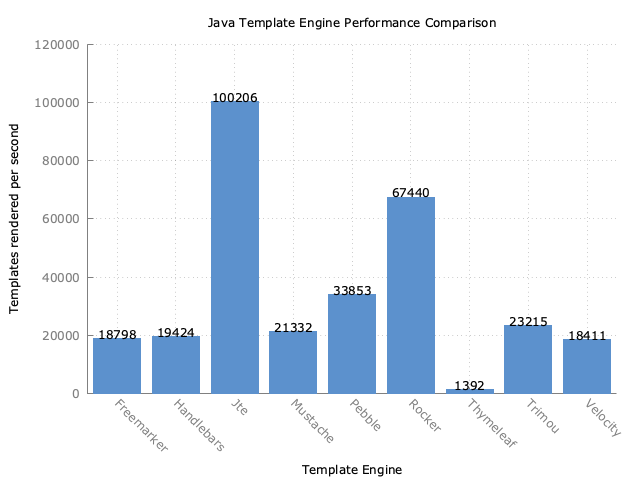 Java Template Engine Performance Comparison
Templates rendered per second
120000
100000
80000
60000
40000
20000
0
18798
19424
100206
21332
33853
67440
1392
23215
18411
Freemarker
Handlebars
Jte
Mustache
Pebble
Rocker
Thymeleaf
Trimou
Velocity
Template Engine